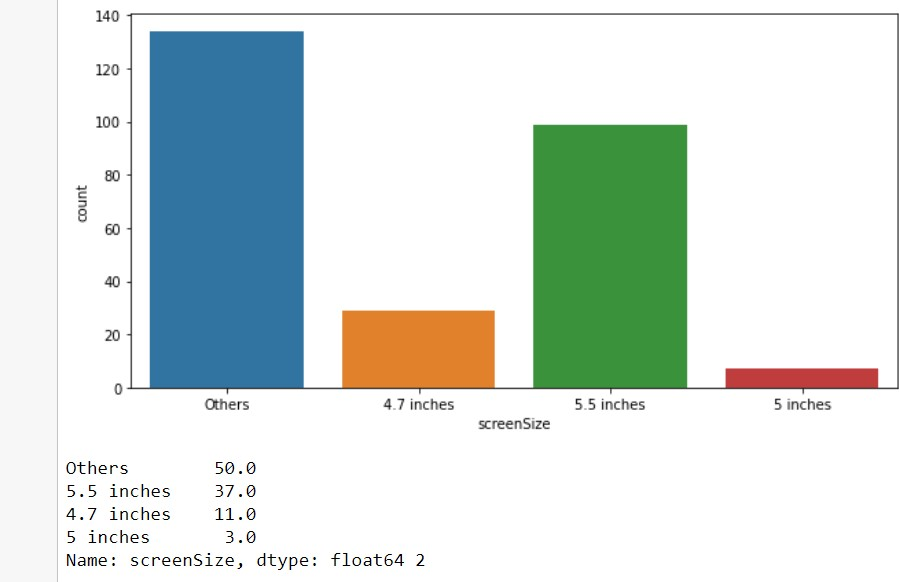 140
120
100
80
60
40
20
0
count
Others 4.7 inches 5.5 inches 5 inches
screenSize
Others 50.0
5.5 inches 37.0
4.7 inches 11.0
5 inches 3.0
Name: screenSize, dtype: float64 2